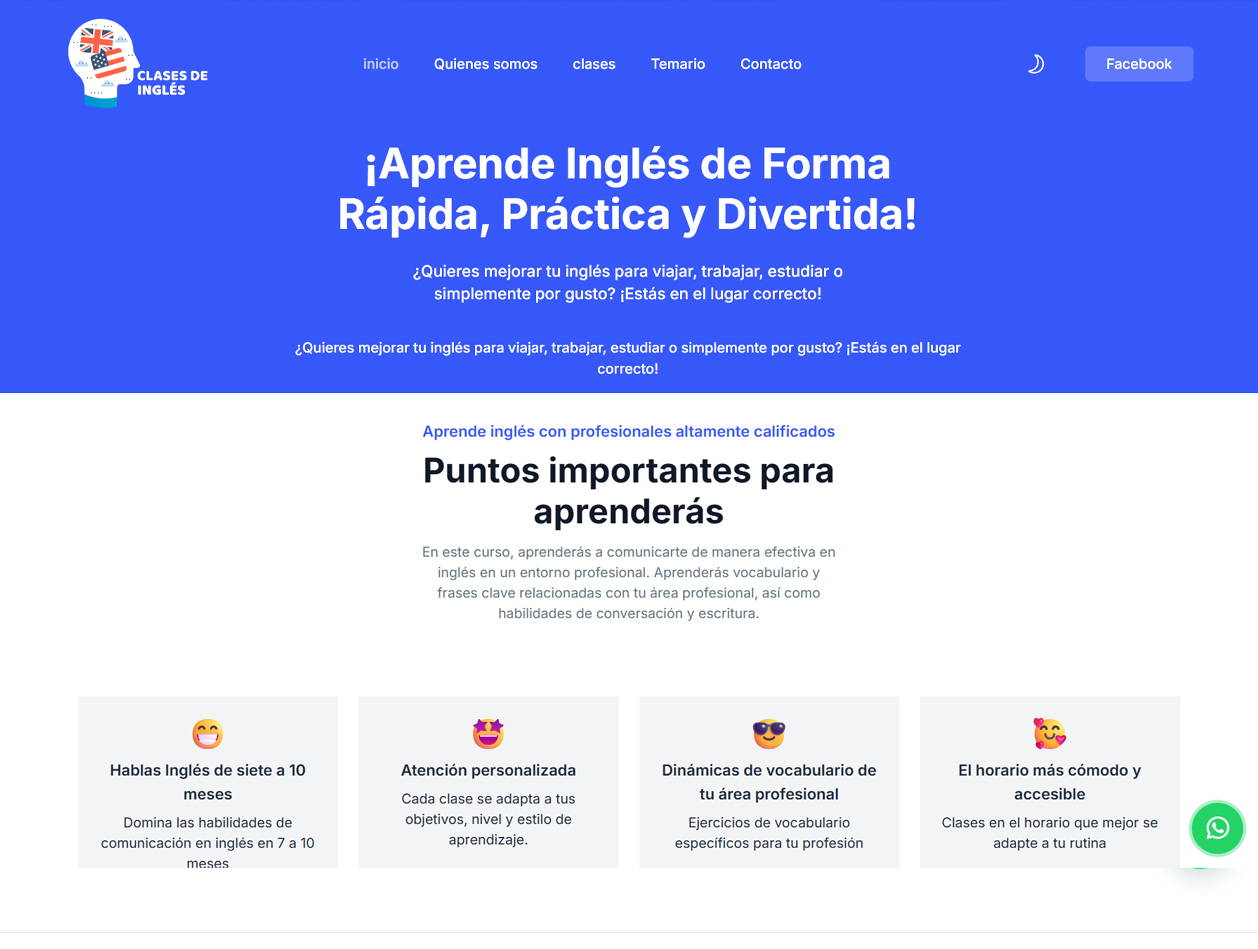 CLASES DE
INGLÉS
inicio
Quienes somos
clases
Temario
Contacto
Facebook
¡Aprende Inglés de Forma
Rápida, Práctica y Divertida!
¿Quieres mejorar tu inglés para viajar, trabajar, estudiar o
simplemente por gusto? ¡Estás en el lugar correcto!
¿Quieres mejorar tu inglés para viajar, trabajar, estudiar o simplemente por gusto? ¡Estás en el lugar
correcto!
Aprende inglés con profesionales altamente calificados
Puntos importantes para
aprenderás
En este curso, aprenderás a comunicarte de manera efectiva en
inglés en un entorno profesional. Aprenderás vocabulario y
frases clave relacionadas con tu área profesional, así como
habilidades de conversación y escritura.
Hablas Inglés de siete a 10
meses
Domina las habilidades de
comunicación en inglés en 7 a 10
meses
Atención personalizada
Cada clase se adapta a tus
objetivos, nivel y estilo de
aprendizaje.
Dinámicas de vocabulario de
tu área profesional
Ejercicios de vocabulario
específicos para tu profesión
El horario más cómodo y
accesible
Clases en el horario que mejor se
adapte a tu rutina